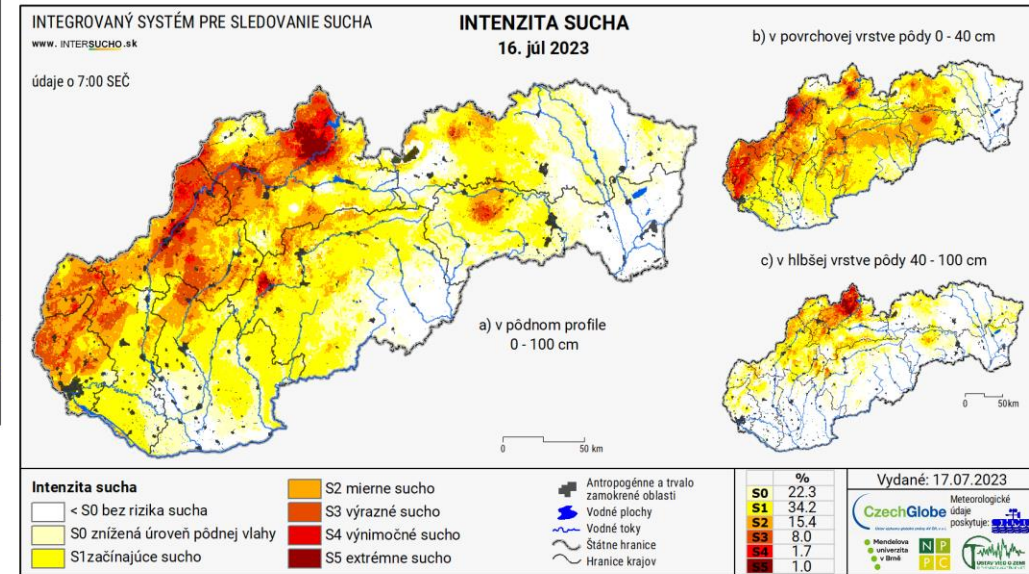 INTEGROVANÝ SYSTÉM PRE SLEDOVANIE SUCHA
www. INTERSUCHO.sk
údaje o 7:00 SEČ
INTENZITA SUCHA
16. júl 2023
b) v povrchovej vrstve pôdy 0 - 40 cm
c) v hlbšej vrstve pôdy 40 - 100 cm
a) v pôdnom profile
0 - 100 cm
0 50 km
0 50km
Intenzita sucha
< S0 bez rizika sucha
S0 znížená úroveň pôdnej vlahy
S1začínajúce sucho
S2 mierne sucho
S3 výrazné sucho
S4 výnimočné sucho
S5 extrémne sucho
Antropogénne a trvalo
zamokrené oblasti
Vodné plochy
Vodné toky
Štátne hranice
Hranice krajov
%
S0 22.3
S1 34.2
S2 15.4
S3 8.0
S4 1.7
S5 1.0
Vydané: 17.07.2023
CzechGlobe
Meteorologické
údaje
poskytuje:
Mendelova
univerzita
v Brně
N P
P C